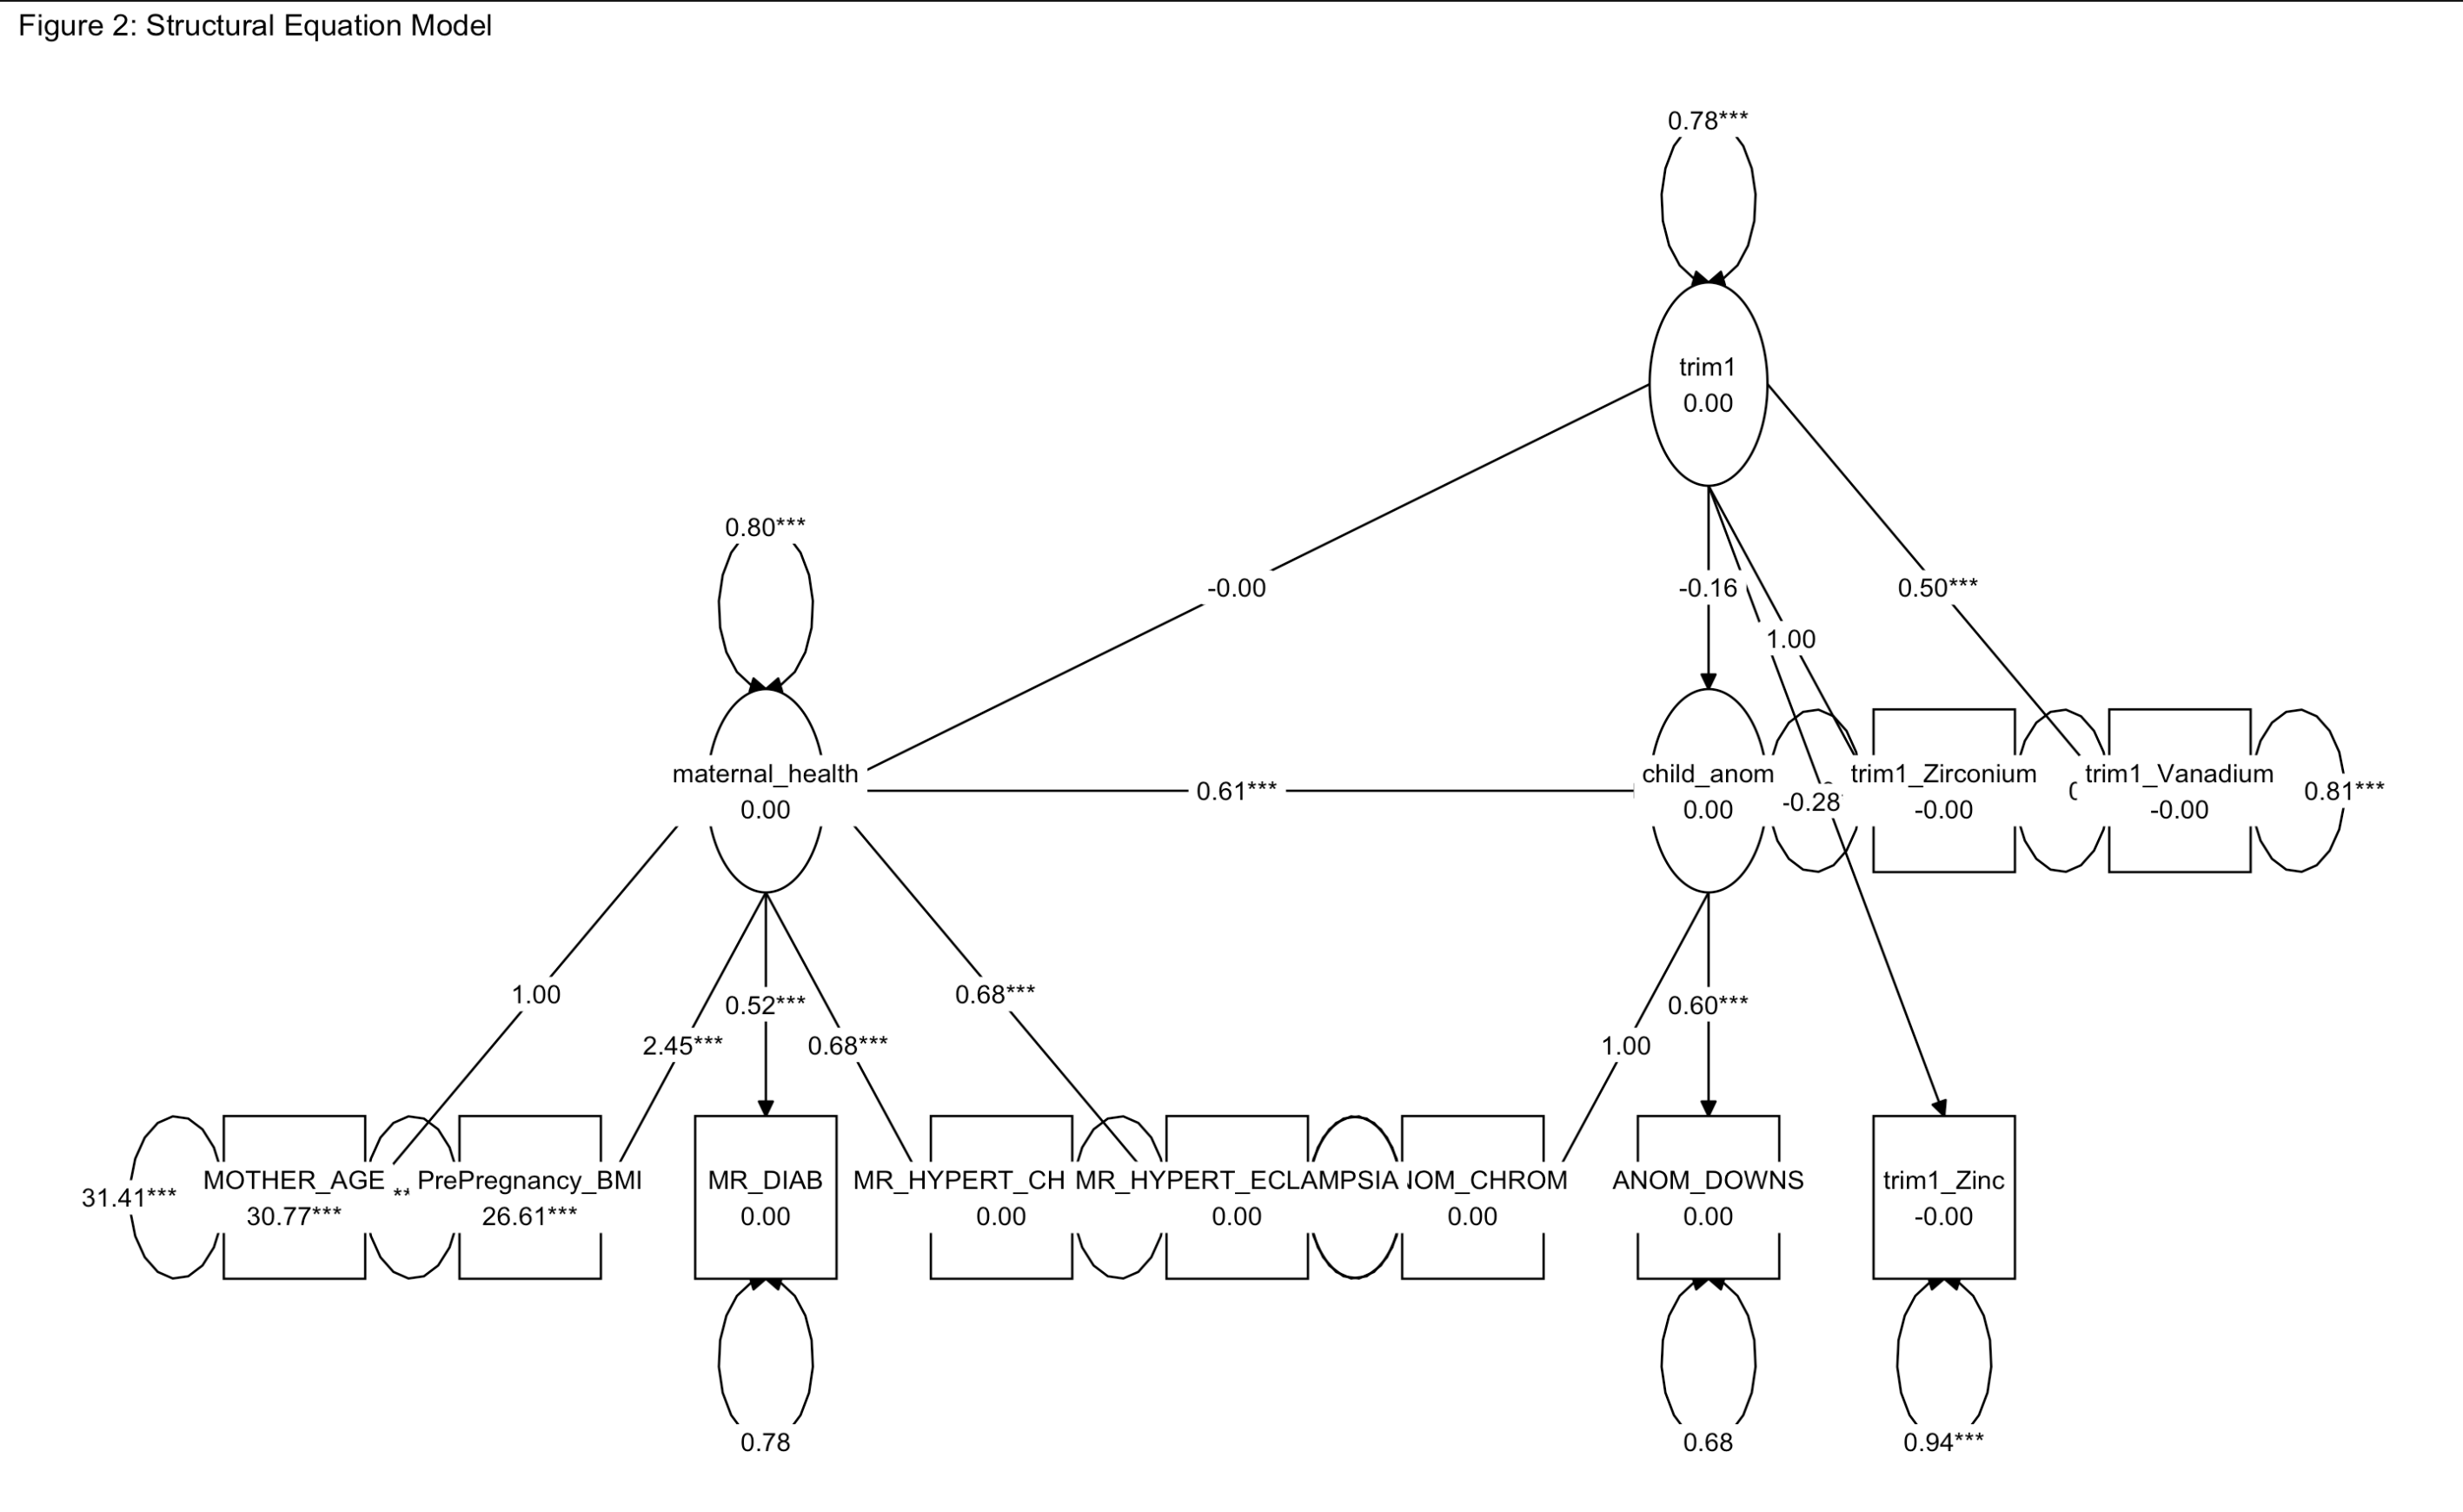 Figure 2: Structural Equation Model
0.78***
trim1
0.00
0.80***
-0.00
-0.16
0.50***
1.00
maternal_health
0.00
0.61***
child_anom
0.00
-0.28
trim1_Zirconium
-0.00
trim1_Vanadium
-0.00
0.81***
1.00
0.52***
0.68***
0.60***
2.45***
0.68***
1.00
31.41***
MOTHER_AGE
30.77***
**
PrePregnancy_BMI
26.61***
MR_DIAB
0.00
MR_HYPERT_CH
0.00
MR_HYPERT_ECLAMPSIA
0.00
NOM_CHROM
0.00
ANOM_DOWNS
0.00
trim1_Zinc
-0.00
0.78
0.68
0.94***